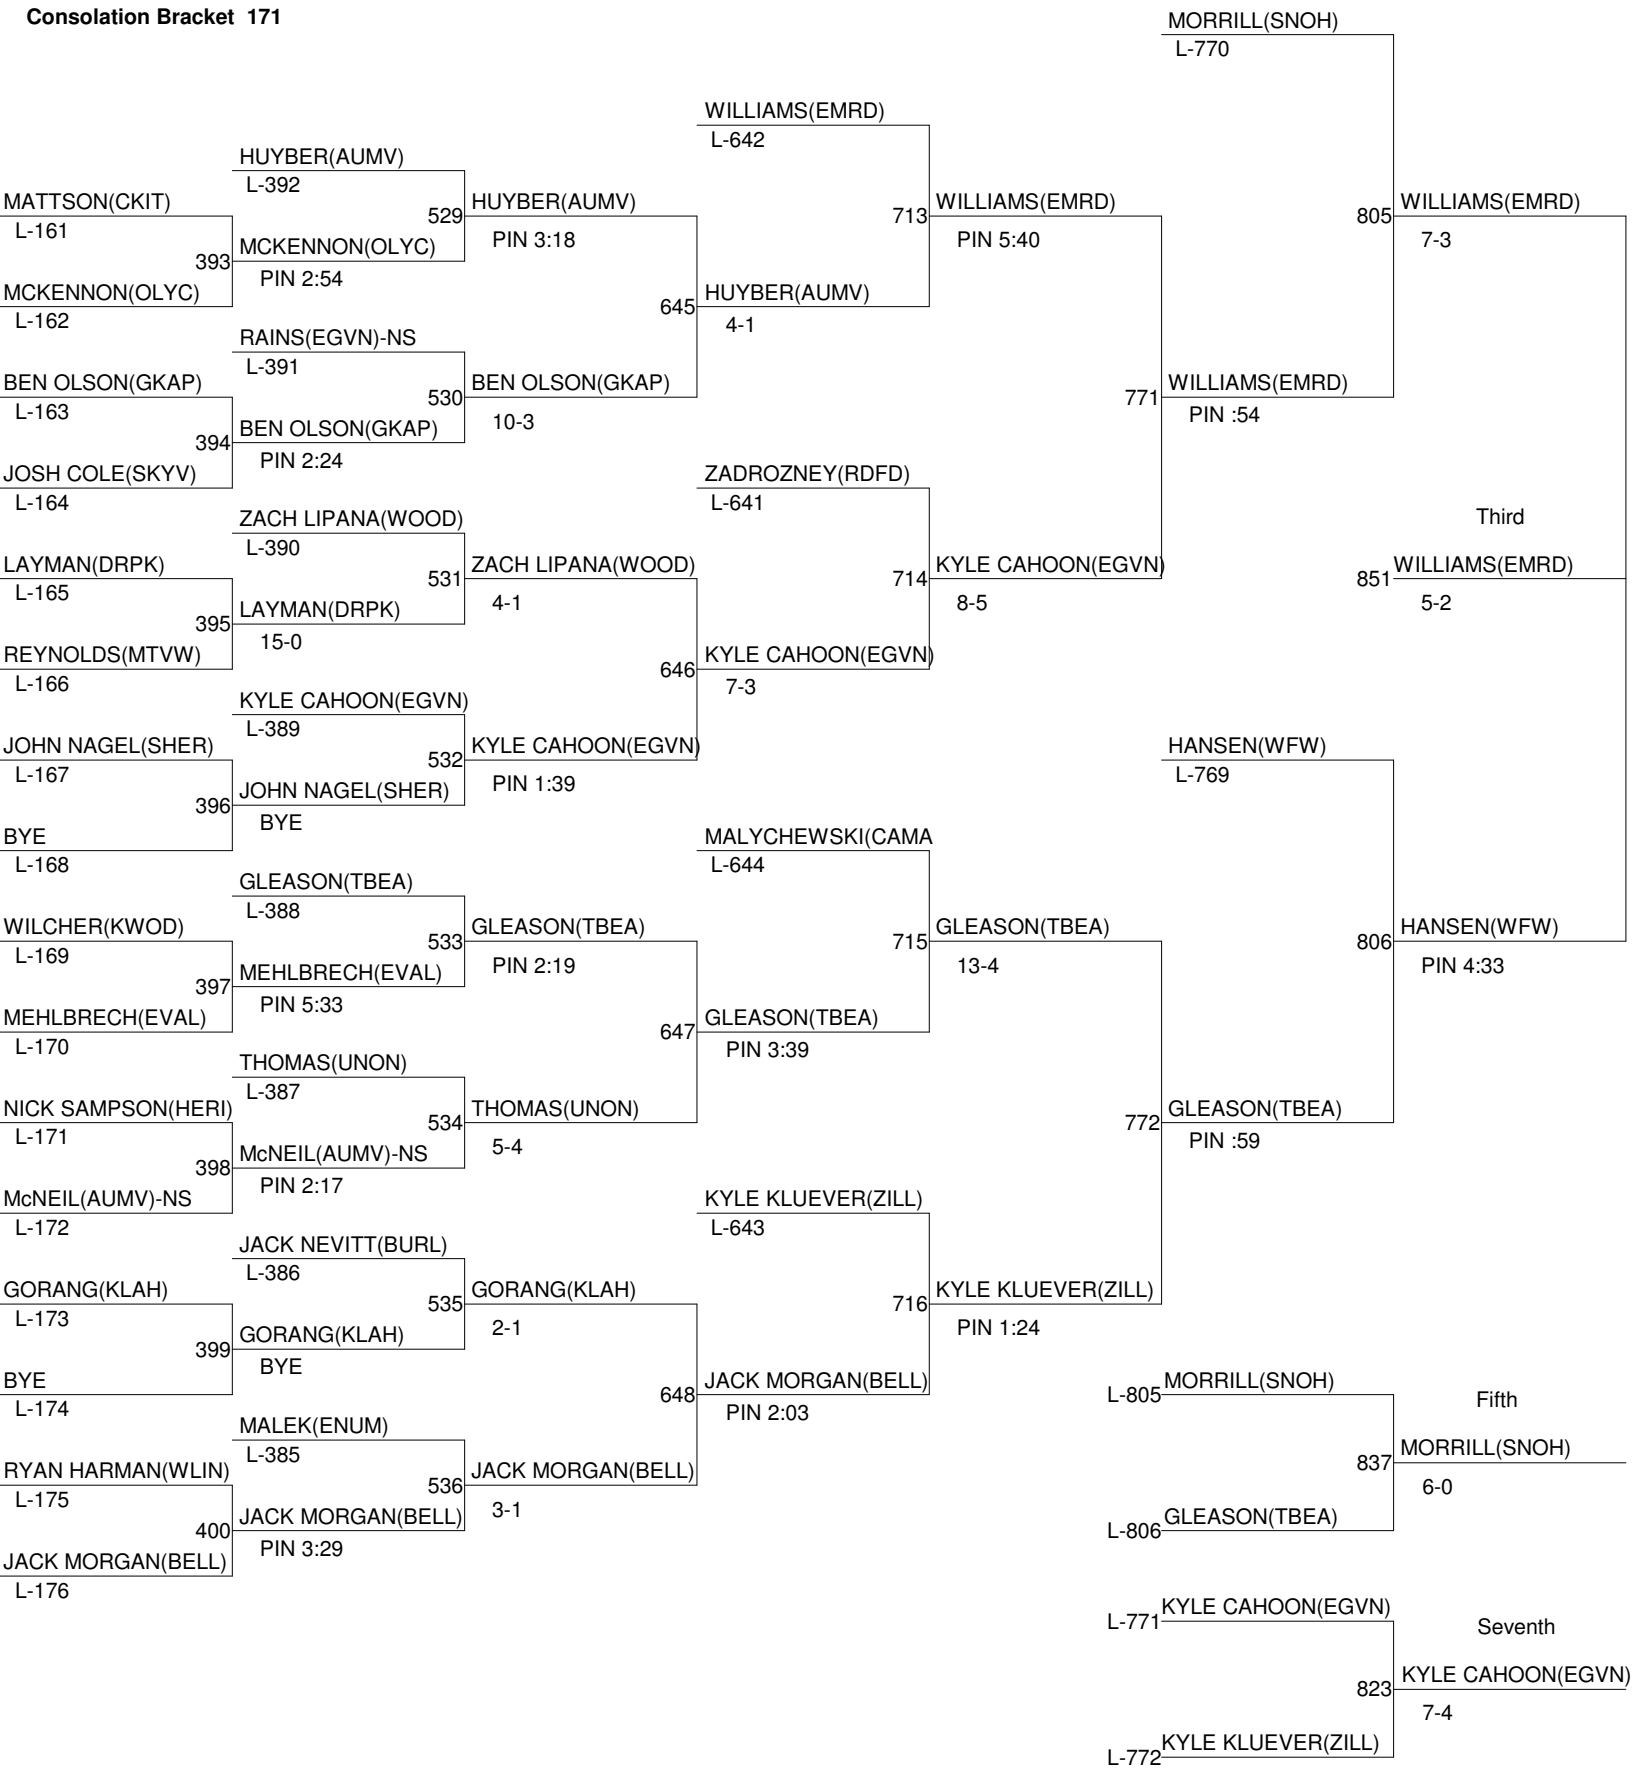 Consolation Bracket 171
MORRILL(SNOH)
L-770
WILLIAMS(EMRD)
L-642
HUYBER(AUMV)
L-392
MATTSON(CKIT)
L-161
529
HUYBER(AUMV)
PIN 3:18
713
WILLIAMS(EMRD)
PIN 5:40
805
WILLIAMS(EMRD)
7-3
393
MCKENNON(OLYC)
PIN 2:54
MCKENNON(OLYC)
L-162
645
HUYBER(AUMV)
4-1
RAINS(EGVN)-NS
L-391
BEN OLSON(GKAP)
L-163
530
BEN OLSON(GKAP)
10-3
771
WILLIAMS(EMRD)
PIN :54
394
BEN OLSON(GKAP)
PIN 2:24
JOSH COLE(SKYV)
L-164
ZADROZNEY(RDFD)
L-641
ZACH LIPANA(WOOD)
L-390
Third
LAYMAN(DRPK)
L-165
531
ZACH LIPANA(WOOD)
4-1
714
KYLE CAHOON(EGVN)
8-5
851
WILLIAMS(EMRD)
5-2
395
LAYMAN(DRPK)
15-0
REYNOLDS(MTVW)
L-166
646
KYLE CAHOON(EGVN)
7-3
KYLE CAHOON(EGVN)
L-389
JOHN NAGEL(SHER)
L-167
532
KYLE CAHOON(EGVN)
PIN 1:39
HANSEN(WFW)
L-769
396
JOHN NAGEL(SHER)
BYE
BYE
L-168
MALYCHEWSKI(CAMA
L-644
GLEASON(TBEA)
L-388
WILCHER(KWOD)
L-169
533
GLEASON(TBEA)
PIN 2:19
715
GLEASON(TBEA)
13-4
806
HANSEN(WFW)
PIN 4:33
397
MEHLBRECH(EVAL)
PIN 5:33
MEHLBRECH(EVAL)
L-170
647
GLEASON(TBEA)
PIN 3:39
THOMAS(UNON)
L-387
NICK SAMPSON(HERI)
L-171
534
THOMAS(UNON)
5-4
772
GLEASON(TBEA)
PIN :59
398
McNEIL(AUMV)-NS
PIN 2:17
McNEIL(AUMV)-NS
L-172
KYLE KLUEVER(ZILL)
L-643
JACK NEVITT(BURL)
L-386
GORANG(KLAH)
L-173
535
GORANG(KLAH)
2-1
716
KYLE KLUEVER(ZILL)
PIN 1:24
399
GORANG(KLAH)
BYE
BYE
L-174
648
JACK MORGAN(BELL)
PIN 2:03
L-805
MORRILL(SNOH)
Fifth
MALEK(ENUM)
L-385
837
MORRILL(SNOH)
6-0
RYAN HARMAN(WLIN)
L-175
536
JACK MORGAN(BELL)
3-1
400
JACK MORGAN(BELL)
PIN 3:29
L-806
GLEASON(TBEA)
JACK MORGAN(BELL)
L-176
L-771
KYLE CAHOON(EGVN)
Seventh
823
KYLE CAHOON(EGVN)
7-4
L-772
KYLE KLUEVER(ZILL)